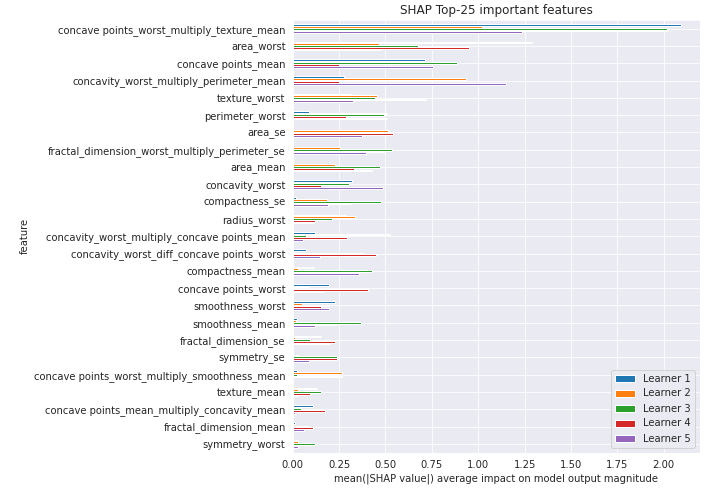 SHAP Top-25 important features
concave points_worst_multiply_texture_mean
area_worst
concave points_mean
concavity_worst_multiply_perimeter_mean
texture_worst
perimeter_worst
area_se
fractal_dimension_worst_multiply_perimeter_se
area_mean
concavity_worst
compactness_se
radius_worst
concavity_worst_multiply_concave points_mean
concavity_worst_diff_concave points_worst
compactness_mean
concave points_worst
smoothness_worst
smoothness_mean
fractal_dimension_se
symmetry_se
concave points_worst_multiply_smoothness_mean
texture_mean
concave points_mean_multiply_concavity_mean
fractal_dimension_mean
symmetry_worst
feature
Learner 1
Learner 2
Learner 3
Learner 4
Learner 5
0.00 0.25 0.50 0.75 1.00 1.25 1.50 1.75 2.00
mean(|SHAP value|) average impact on model output magnitude